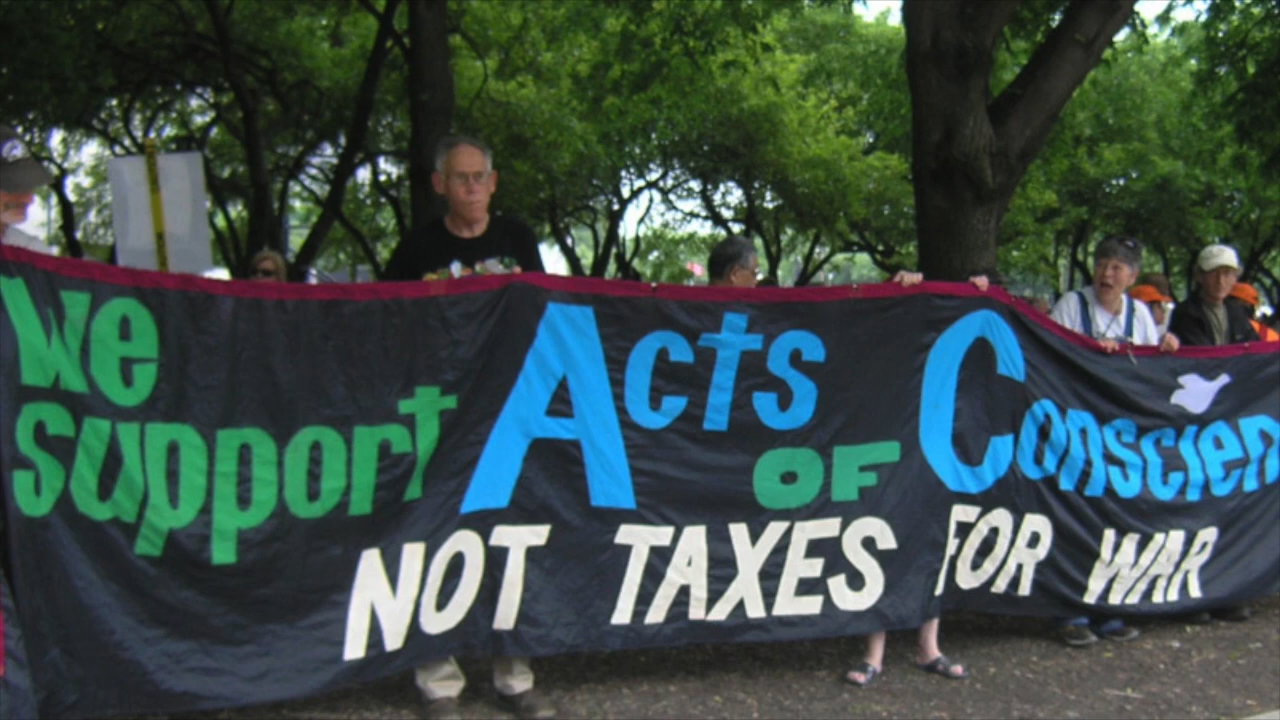 We
support
Acts
OF
Conscien
NOT TAXES FOR WAR